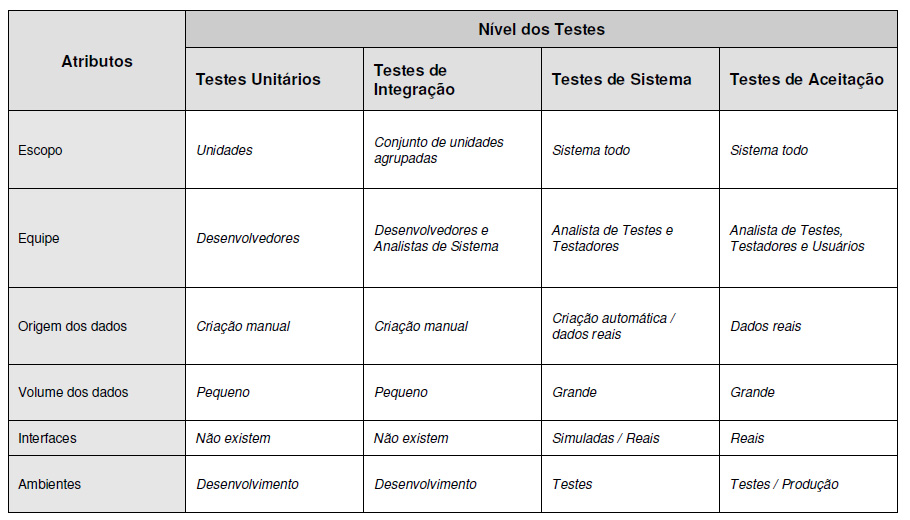 Atributos
Nível dos Testes
Testes Unitários
Testes de
Integração
Testes de Sistema
Testes de Aceitação
Escopo
Unidades
Conjunto de unidades
agrupadas
Sistema todo
Sistema todo
Equipe
Desenvolvedores
Desenvolvedores e
Analistas de Sistema
Analista de Testes e
Testadores
Analista de Testes,
Testadores e Usuários
Origem dos dados
Criação manual
Criação manual
Criação automática /
dados reais
Dados reais
Volume dos dados
Pequeno
Pequeno
Grande
Grande
Interfaces
Não existem
Não existem
Simuladas / Reais
Reais
Ambientes
Desenvolvimento
Desenvolvimento
Testes
Testes / Produção